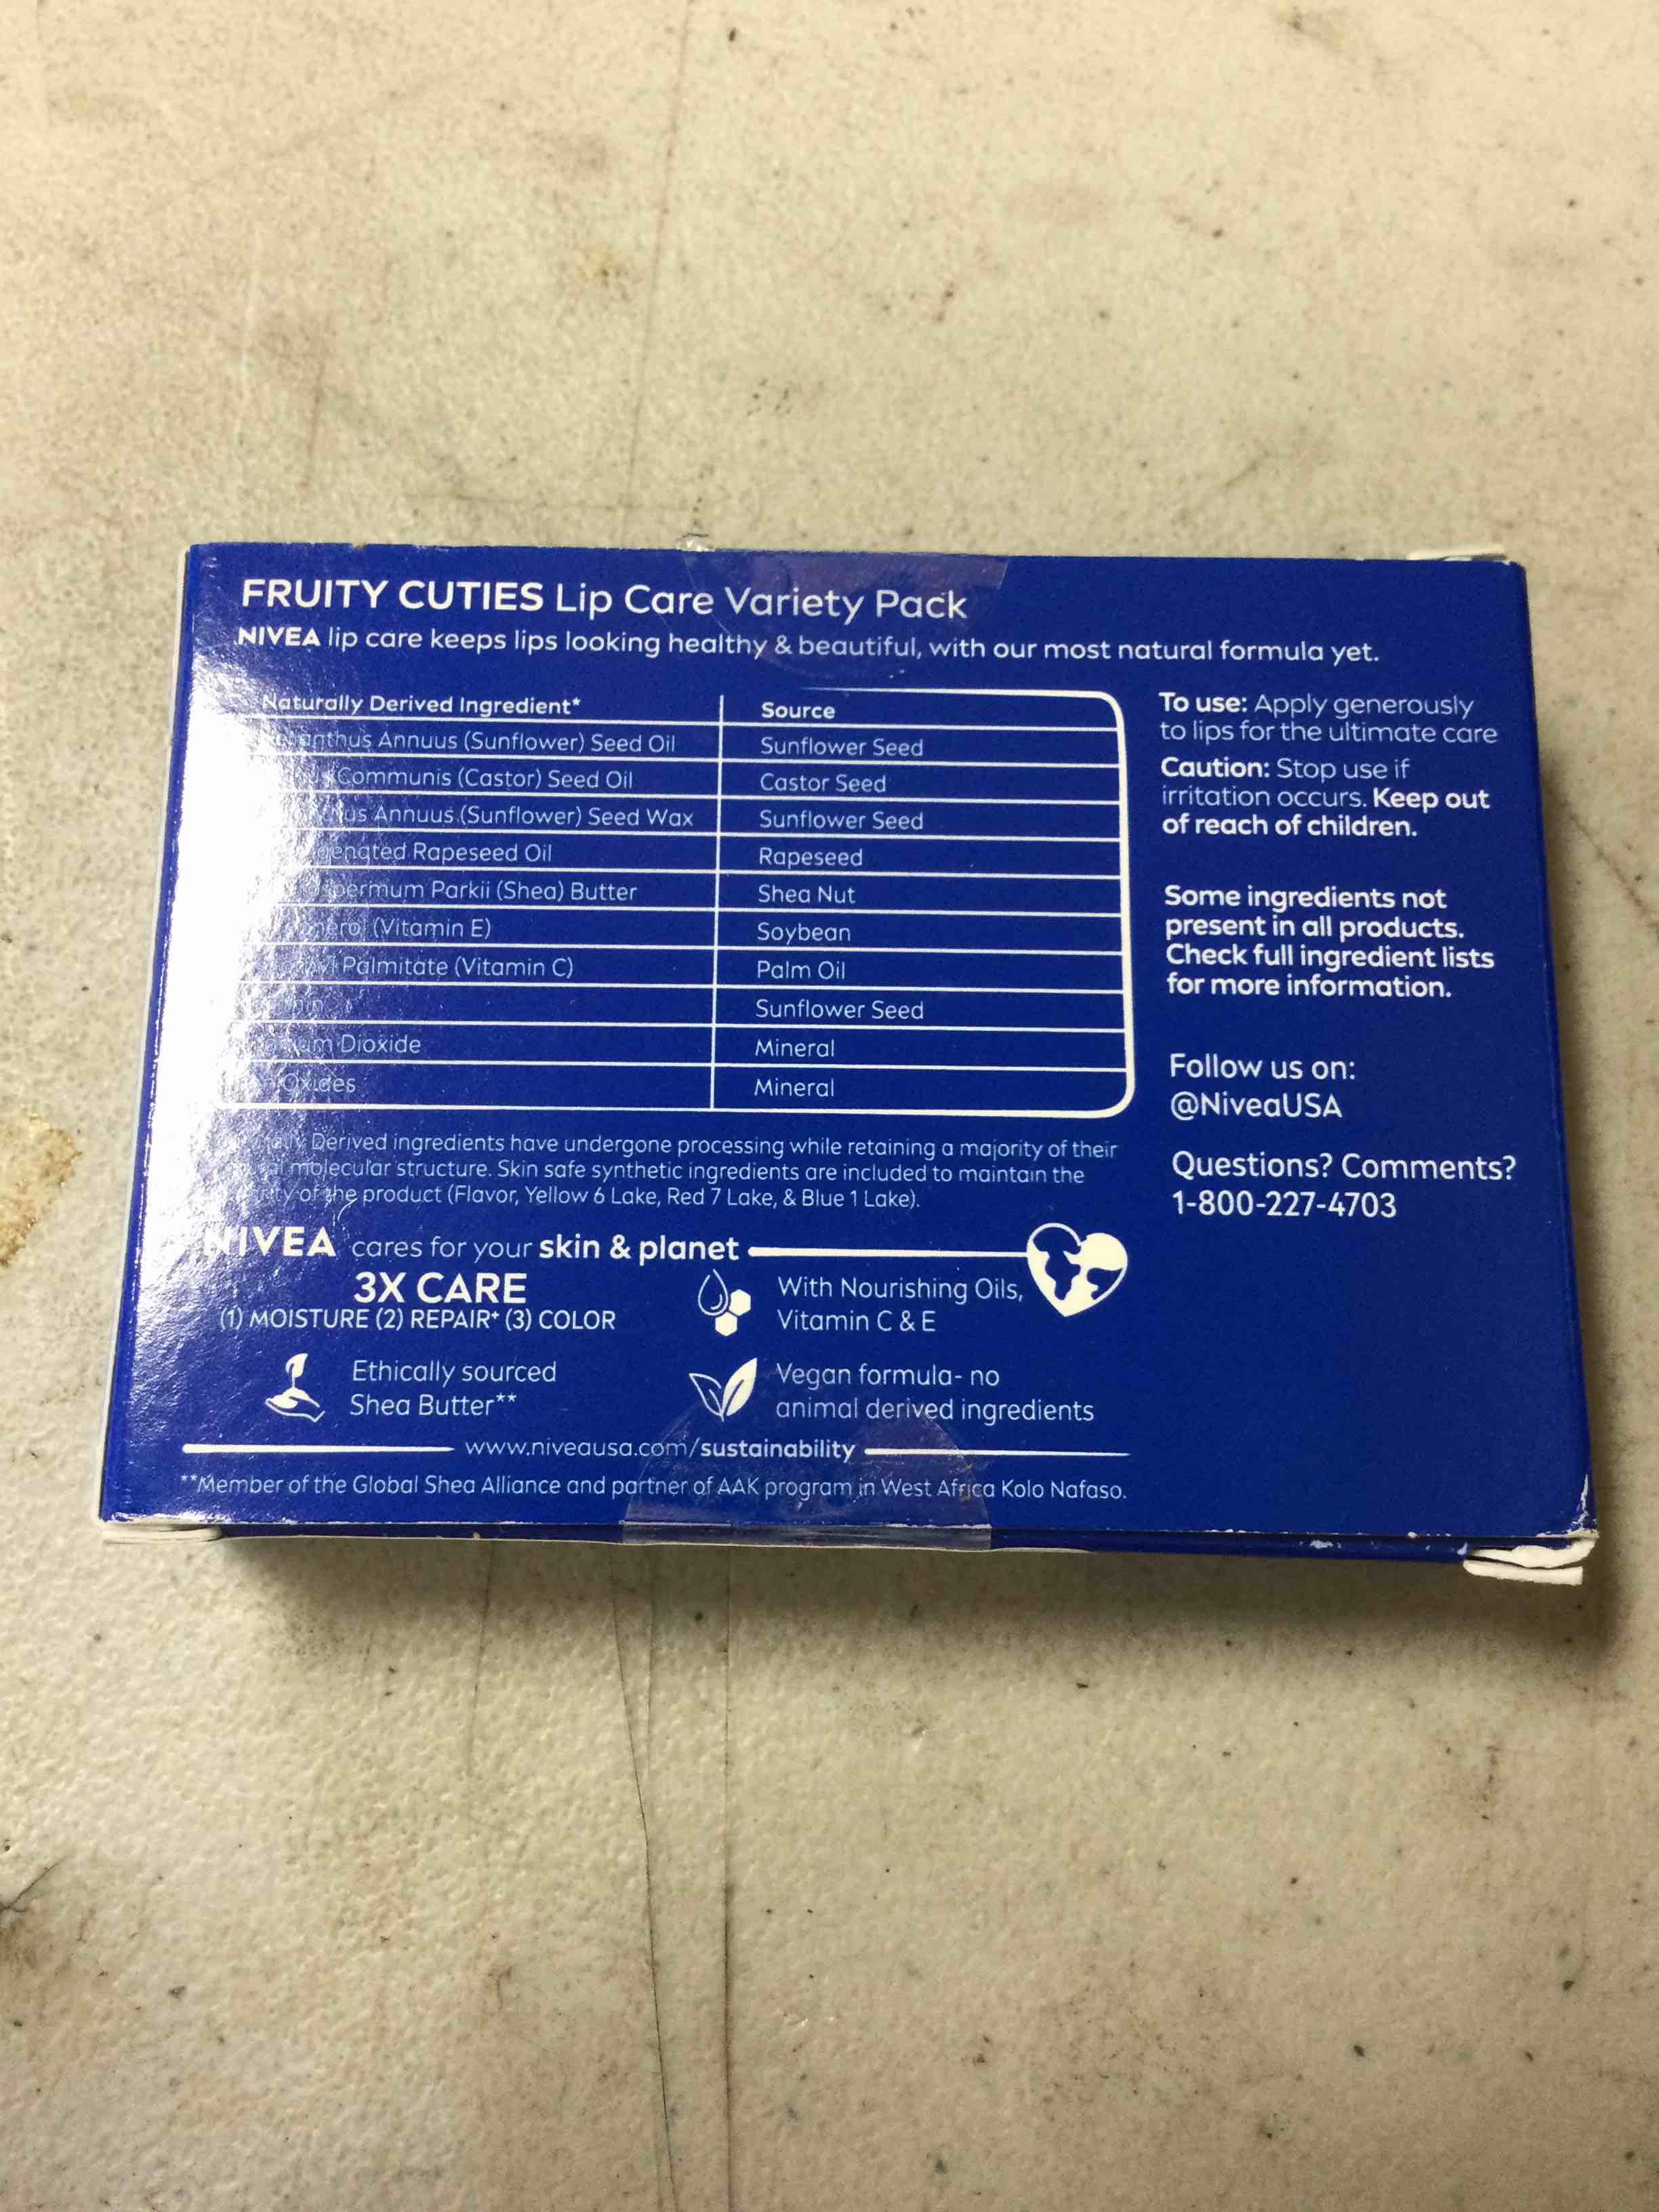 FRUITY CUTIES Lip Care Variety Pack
NIVEA lip care keeps lips looking healthy & beautiful, with our most natural formula yet.
Naturally Derived Ingredient* Source
Annuus (Sunflower) Seed Oil Sunflower Seed
Communis (Castor) Seed Oil Castor Seed
Annuus (Sunflower) Seed Wax Sunflower Seed
Rapeseed Oil Rapeseed
Parkii (Shea) Butter Shea Nut
(Vitamin E) Soybean
Palmitate (Vitamin C) Palm Oil
Sunflower Seed
Dioxide Mineral
Oxides Mineral
Derived ingredients have undergone processing while retaining a majority of their
molecular structure. Skin safe synthetic ingredients are included to maintain the
of the product (Flavor, Yellow 6 Lake, Red 7 Lake, & Blue 1 Lake).
NIVEA cares for your skin & planet
3X CARE
(1) MOISTURE (2) REPAIR+ (3) COLOR
With Nourishing Oils,
Vitamin C & E
Ethically sourced
Shea Butter**
Vegan formula- no
animal derived ingredients
www.niveausa.com/sustainability
**Member of the Global Shea Alliance and partner of AAK program in West Africa Kolo Nafaso.
To use: Apply generously
to lips for the ultimate care
Caution: Stop use if
irritation occurs. Keep out
of reach of children.
Some ingredients not
present in all products.
Check full ingredient lists
for more information.
Follow us on:
@NiveaUSA
Questions? Comments?
1-800-227-4703